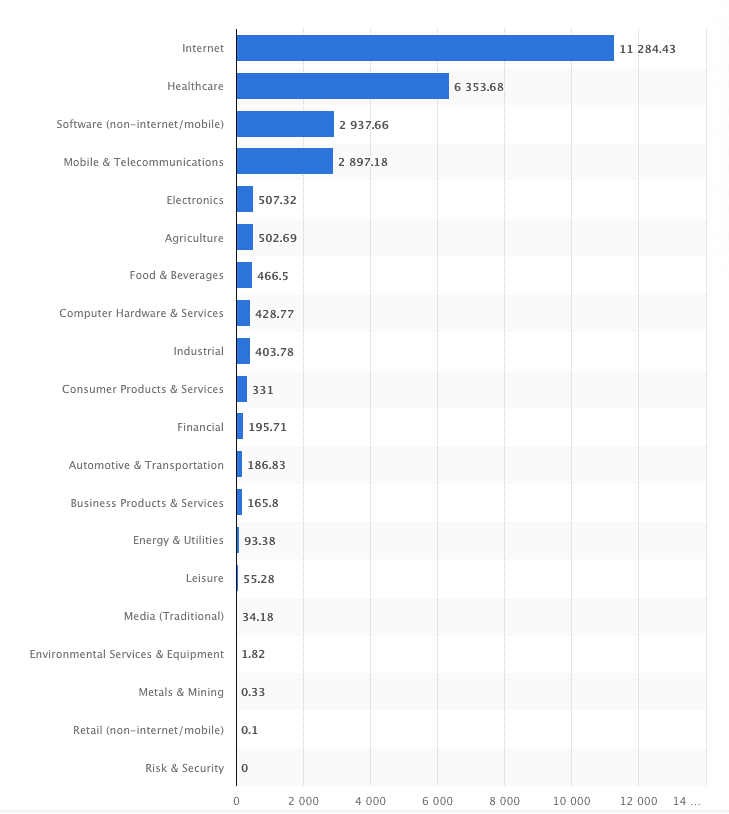 Internet 11 284.43
Healthcare 6 353.68
Software (non-internet/mobile) 2 937.66
Mobile & Telecommunications 2 897.18
Electronics 507.32
Agriculture 502.69
Food & Beverages 466.5
Computer Hardware & Services 428.77
Industrial 403.78
Consumer Products & Services 331
Financial 195.71
Automotive & Transportation 186.83
Business Products & Services 165.8
Energy & Utilities 93.38
Leisure 55.28
Media (Traditional) 34.18
Environmental Services & Equipment 1.82
Metals & Mining 0.33
Retail (non-internet/mobile) 0.1
Risk & Security 0
0 2 000 4 000 6 000 8 000 10 000 12 000 14 ...